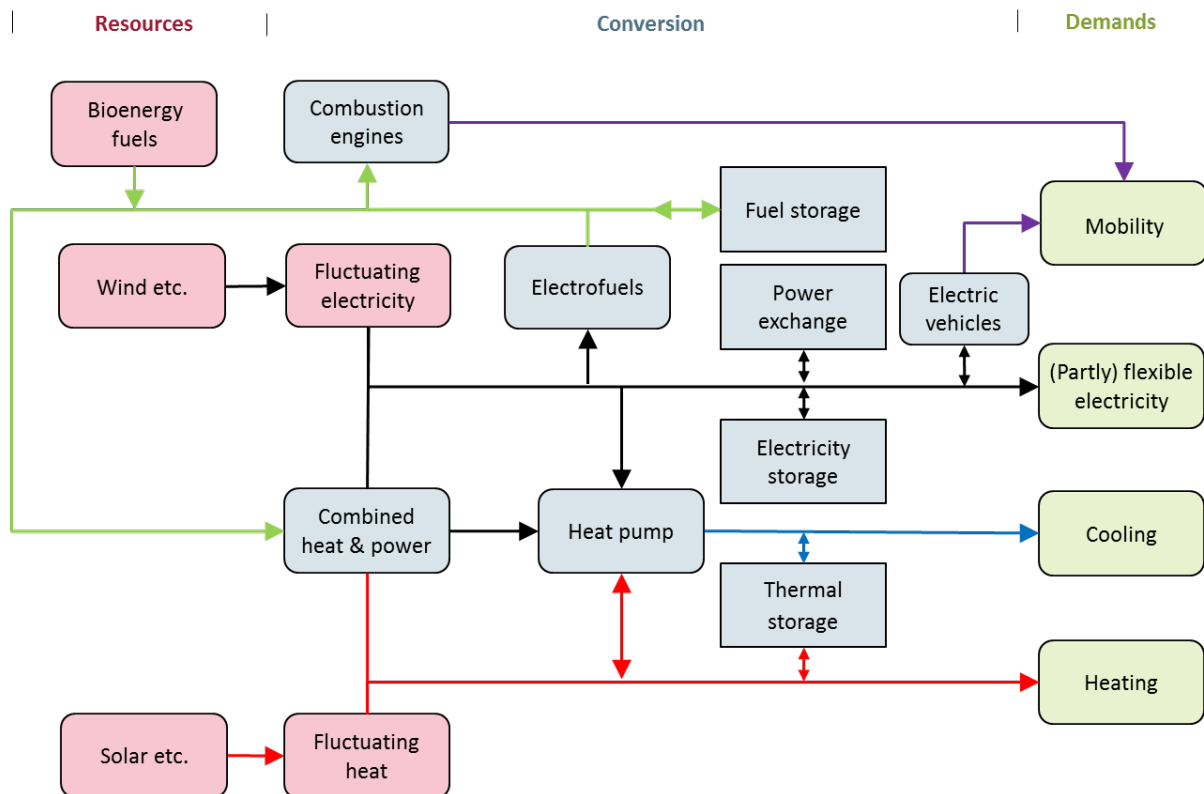 Resources
Conversion
Demands
Bioenergy
fuels
Combustion
engines
Fuel storage
Mobility
Wind etc.
Fluctuating
electricity
Electrofuels
Power
exchange
Electric
vehicles
(Partly) flexible
electricity
Electricity
storage
Combined
heat & power
Heat pump
Cooling
Thermal
storage
Heating
Solar etc.
Fluctuating
heat